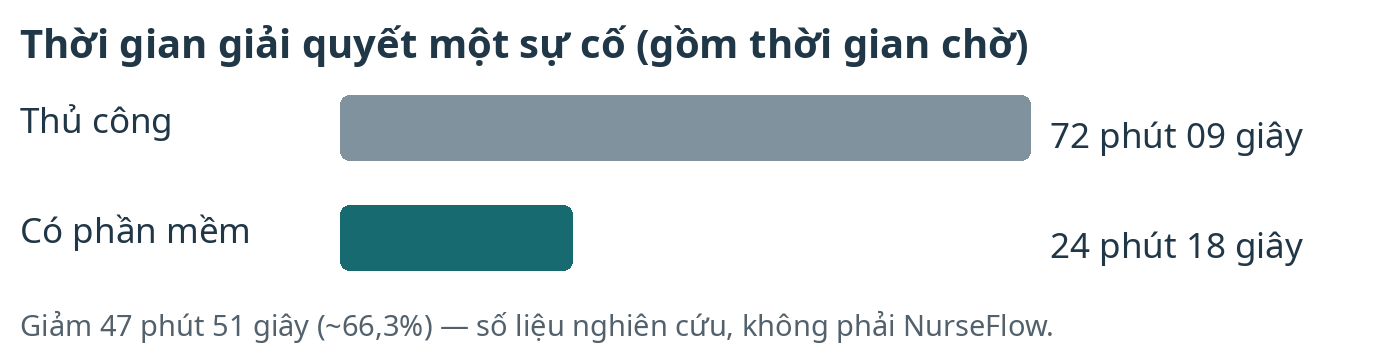 Thời gian giải quyết một sự cố (gồm thời gian chờ)
Thủ công
72 phút 09 giây
Có phần mềm
24 phút 18 giây
Giảm 47 phút 51 giây (~66,3%) — số liệu nghiên cứu, không phải NurseFlow.